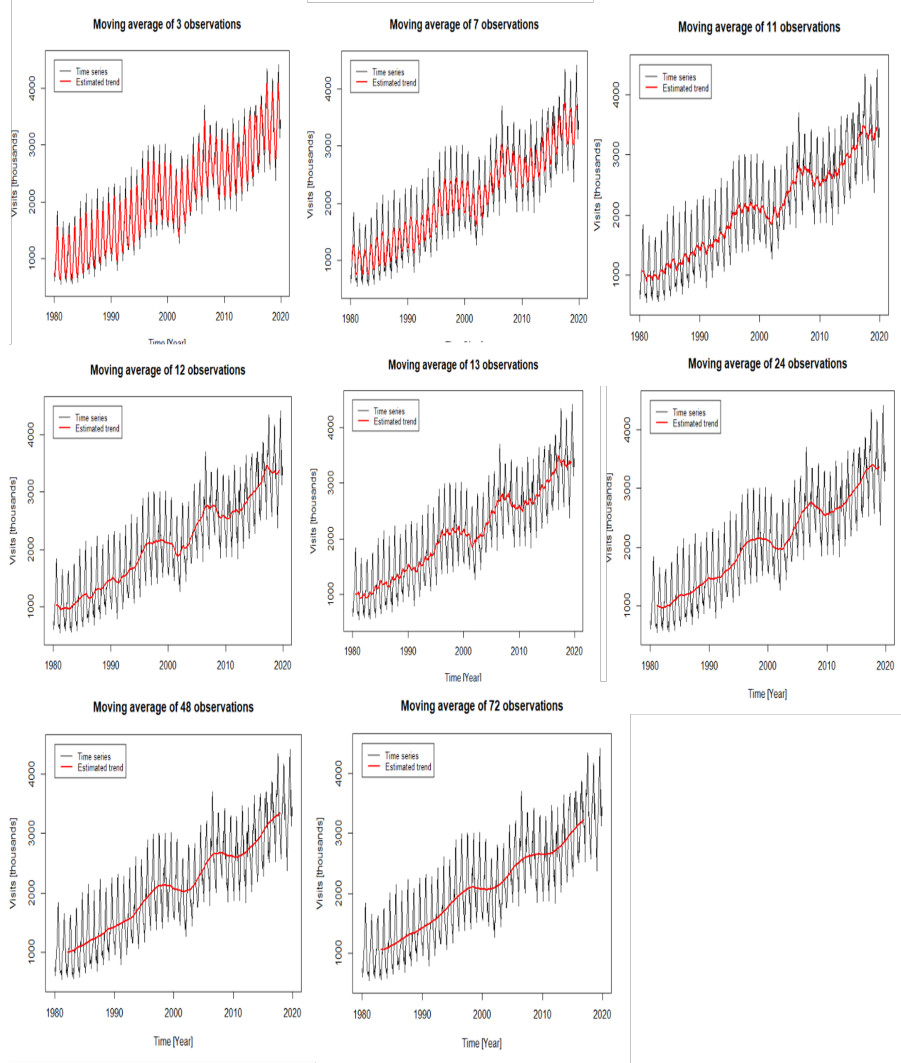 Moving average of 3 observations
Time series
Estimated trend
Visits [thousands]
1000 2000 3000 4000
1980 1990 2000 2010 2020
Time [Year]
Moving average of 7 observations
Time series
Estimated trend
Visits [thousands]
1000 2000 3000 4000
1980 1990 2000 2010 2020
Moving average of 11 observations
Time series
Estimated trend
Visits [thousands]
1000 2000 3000 4000
1980 1990 2000 2010 2020
Moving average of 12 observations
Time series
Estimated trend
Visits [thousands]
1000 2000 3000 4000
1980 1990 2000 2010 2020
Moving average of 13 observations
Time series
Estimated trend
Visits [thousands]
1000 2000 3000 4000
1980 1990 2000 2010 2020
Time [Year]
Moving average of 24 observations
Time series
Estimated trend
Visits [thousands]
1000 2000 3000 4000
1980 1990 2000 2010 2020
Time [Year]
Moving average of 48 observations
Time series
Estimated trend
Visits [thousands]
1000 2000 3000 4000
1980 1990 2000 2010 2020
Time [Year]
Moving average of 72 observations
Time series
Estimated trend
Visits [thousands]
1000 2000 3000 4000
1980 1990 2000 2010 2020
Time [Year]